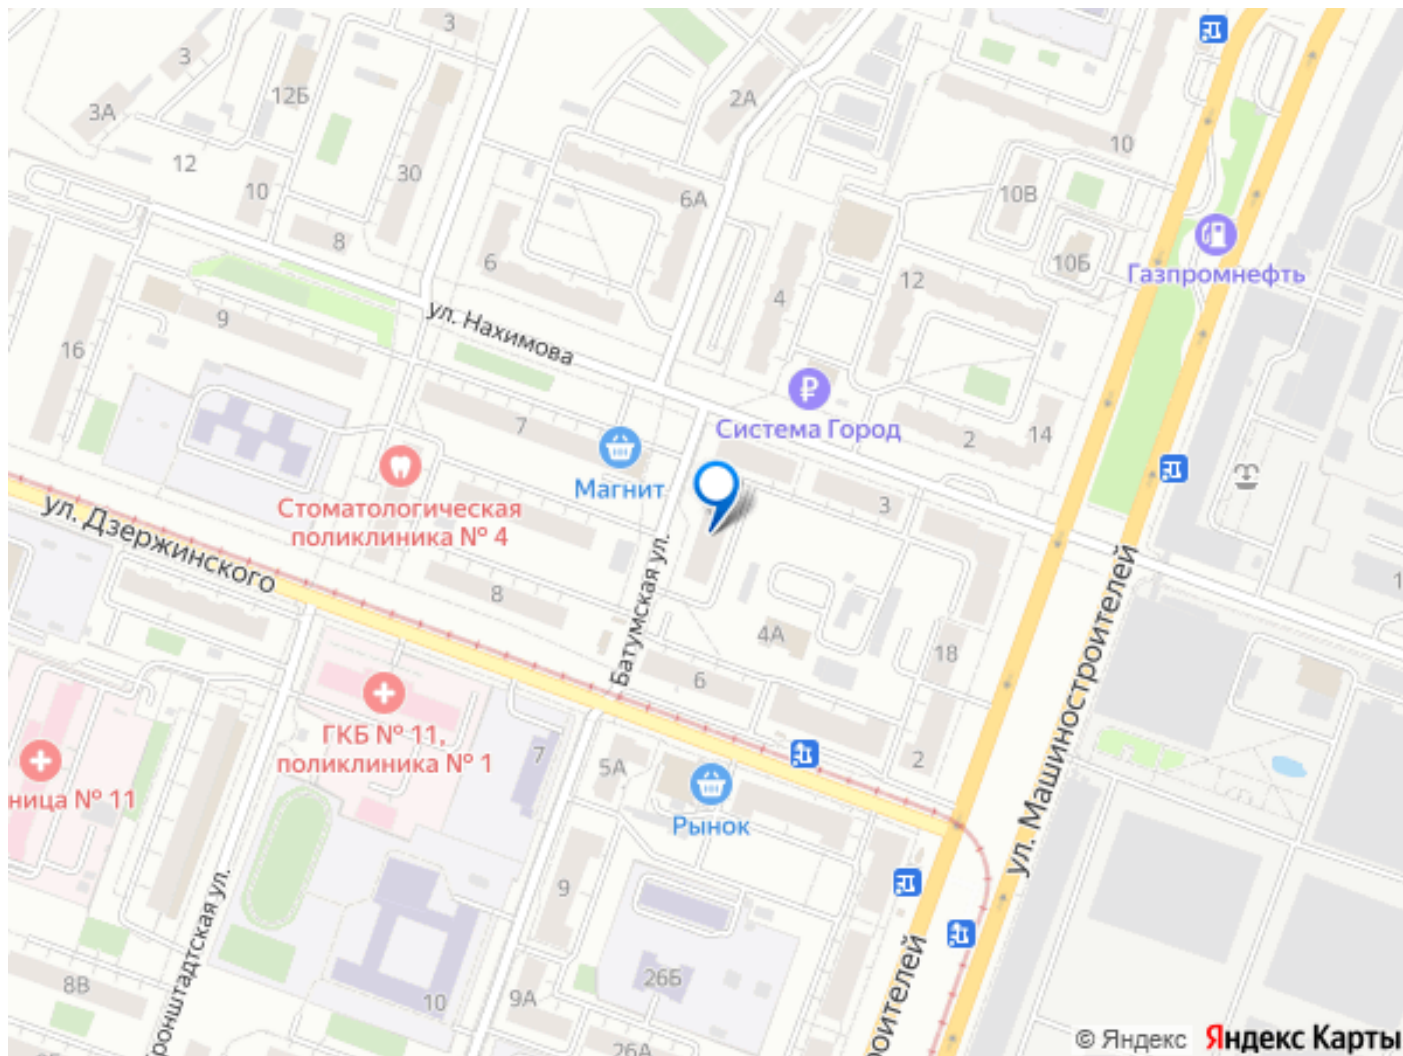 3
3
12Б
2А
3А
10
12
30
10
6А
10В
8
6
10Б
12
Газпромнефть
4
ул. Нахимова
9
16
7
Система Город
2
14
Магнит
3
Стоматологическая
поликлиника № 4
ул. Дзержинского
8
Батумская ул.
4А
18
1
6
ул. Машиностроителей
ГКБ № 11,
поликлиника № 1
7
5А
2
ница № 11
Рынок
9
ронштадтская ул.
26Б
8В
10
9А
роителей
26А
© Яндекс Яндекс Карты